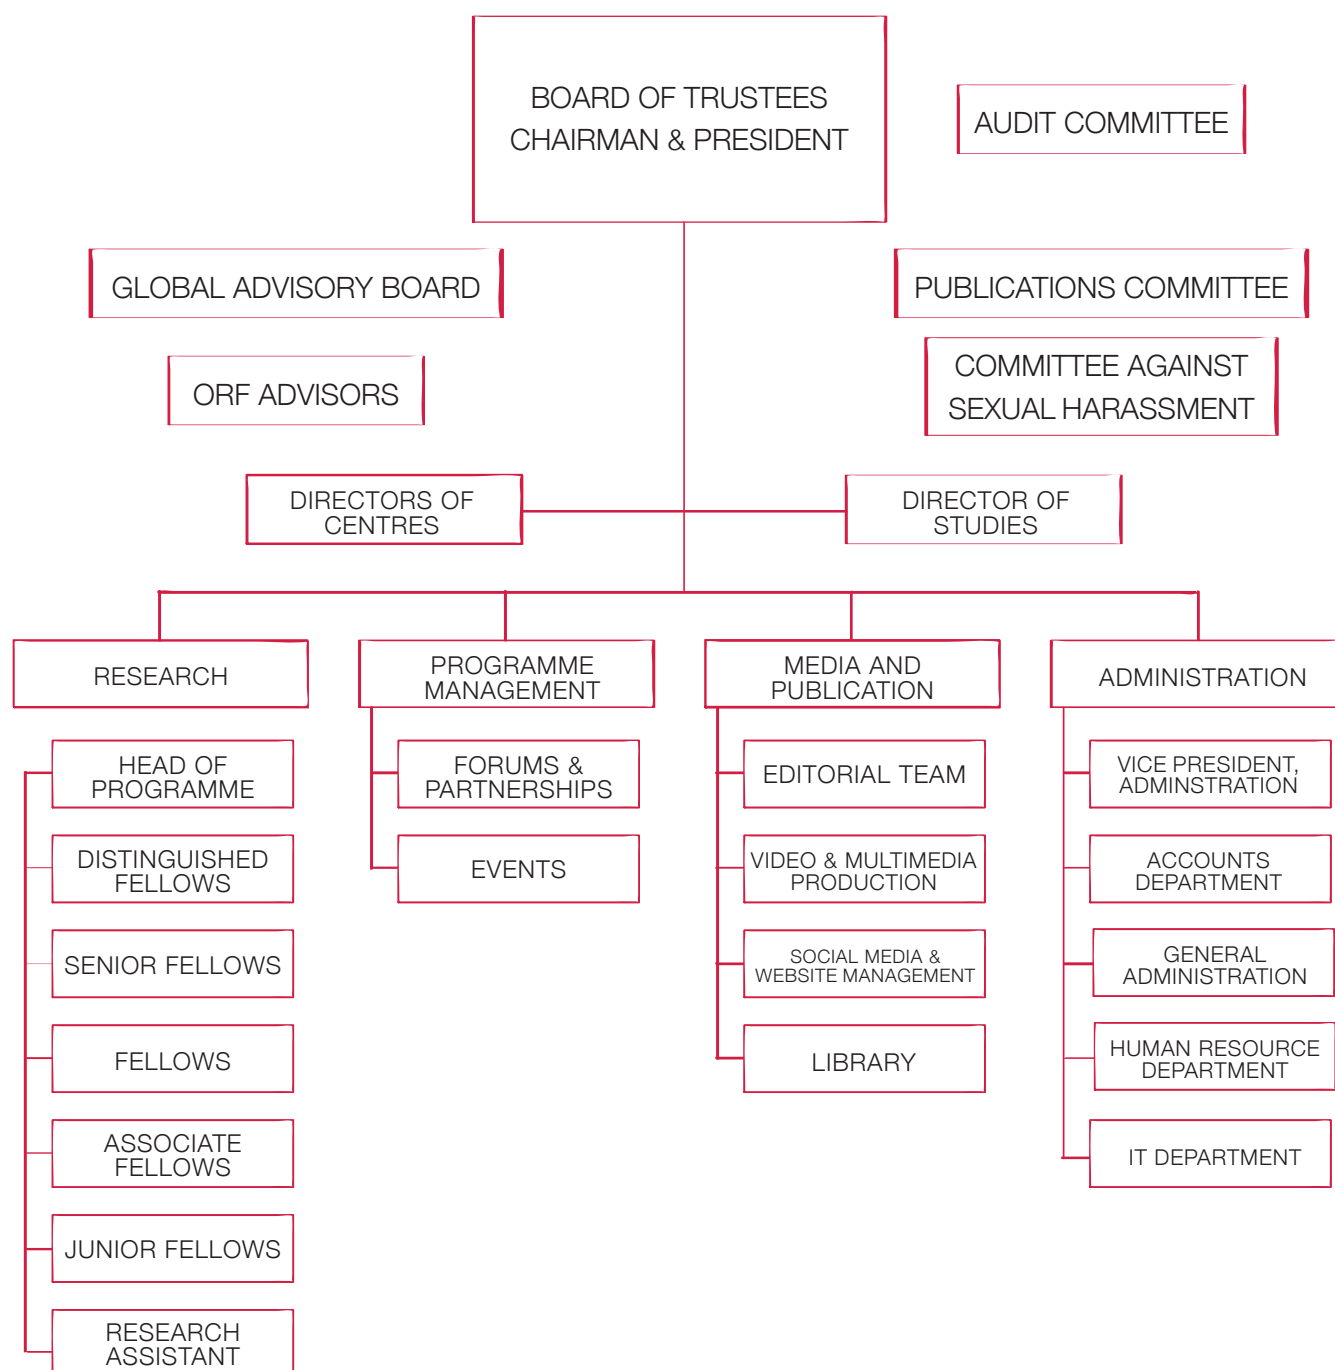 BOARD OF TRUSTEES
CHAIRMAN & PRESIDENT
AUDIT COMMITTEE
GLOBAL ADVISORY BOARD
PUBLICATIONS COMMITTEE
ORF ADVISORS
COMMITTEE AGAINST
SEXUAL HARASSMENT
DIRECTORS OF
CENTRES
DIRECTOR OF
STUDIES
RESEARCH
PROGRAMME
MANAGEMENT
MEDIA AND
PUBLICATION
ADMINISTRATION
HEAD OF
PROGRAMME
DISTINGUISHED
FELLOWS
SENIOR FELLOWS
FELLOWS
ASSOCIATE
FELLOWS
JUNIOR FELLOWS
RESEARCH
ASSISTANT
FORUMS &
PARTNERSHIPS
EVENTS
EDITORIAL TEAM
VIDEO & MULTIMEDIA
PRODUCTION
SOCIAL MEDIA &
WEBSITE MANAGEMENT
LIBRARY
VICE PRESIDENT,
ADMINSTRATION
ACCOUNTS
DEPARTMENT
GENERAL
ADMINISTRATION
HUMAN RESOURCE
DEPARTMENT
IT DEPARTMENT